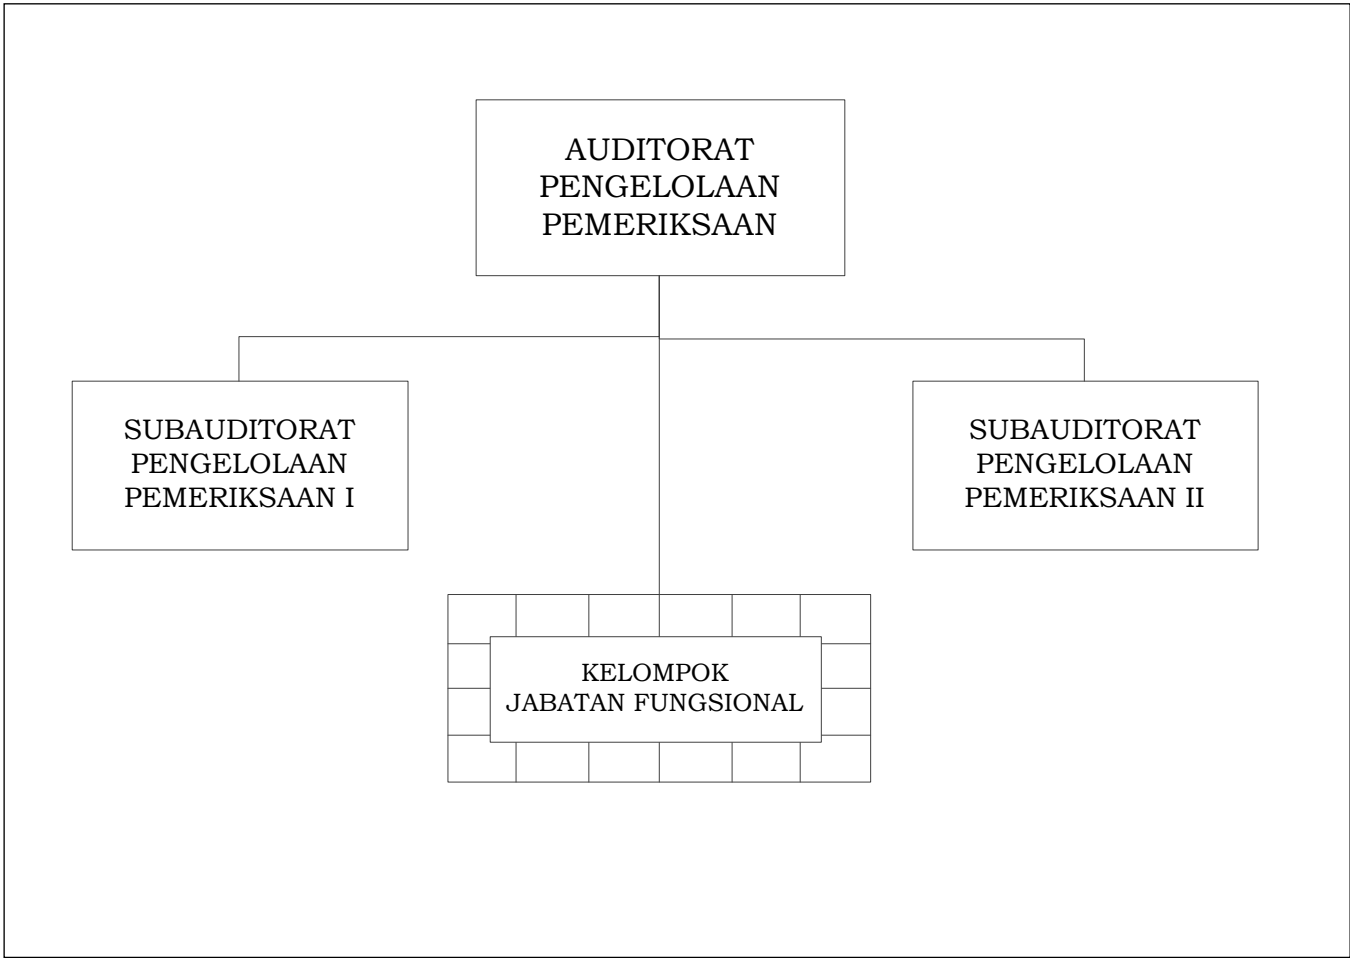 AUDITORAT
PENGELOLAAN
PEMERIKSAAN
SUBAUDITORAT
PENGELOLAAN
PEMERIKSAAN I
SUBAUDITORAT
PENGELOLAAN
PEMERIKSAAN II
KELOMPOK
JABATAN FUNGSIONAL